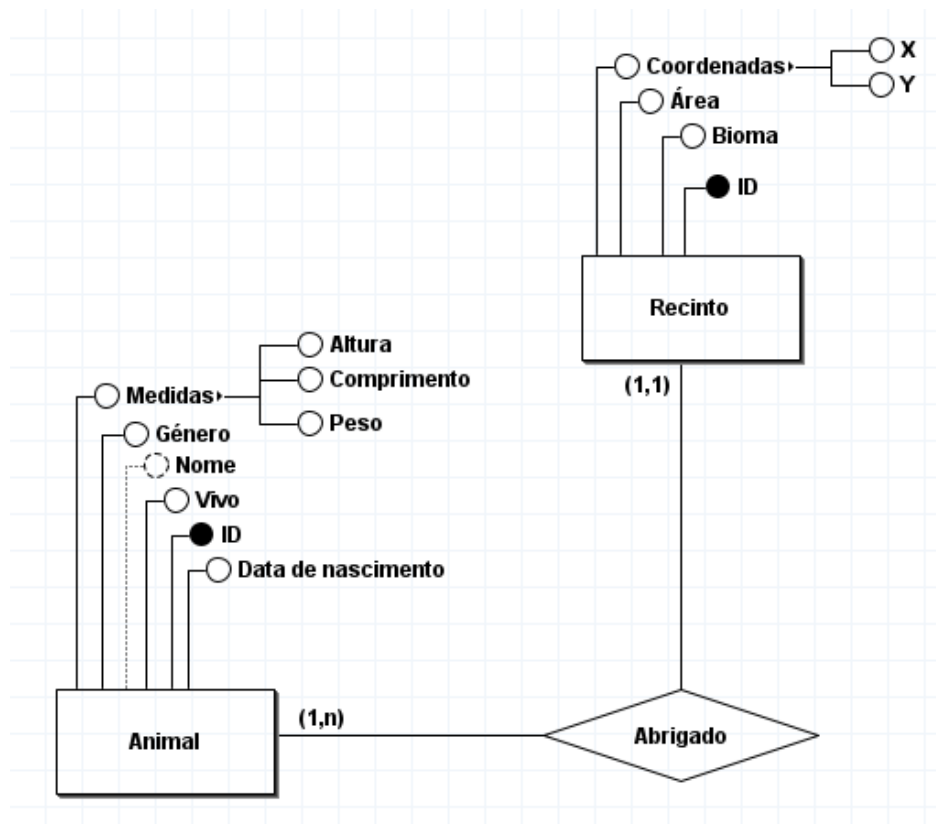 Coordenadas
X
Y
Área
Bioma
ID
Recinto
(1,1)
Medidas
Altura
Comprimento
Peso
Género
Nome
Vivo
ID
Data de nascimento
Animal
(1,n)
Abrigado